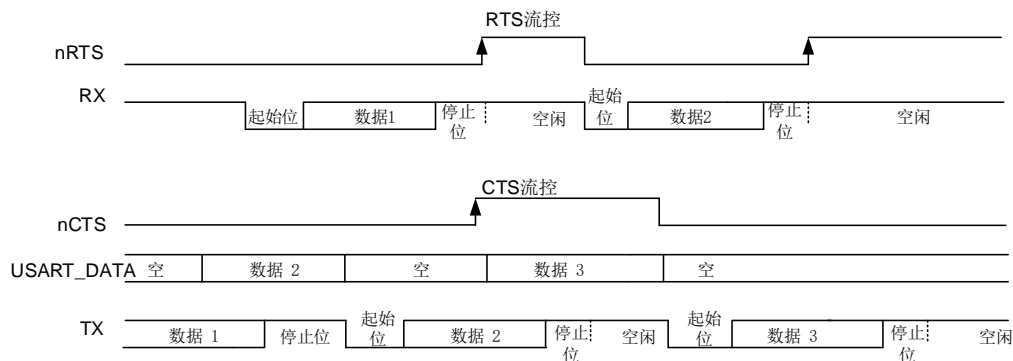 RTS流控
nRTS
RX
起始位 数据1 停止位 空闲 起始位 数据2 停止位 空闲
CTS流控
nCTS
USART_DATA 空 数据 2 空 数据 3 空
TX 数据 1 停止位 起始位 数据 2 停止位 空闲 起始位 数据 3 停止位 空闲